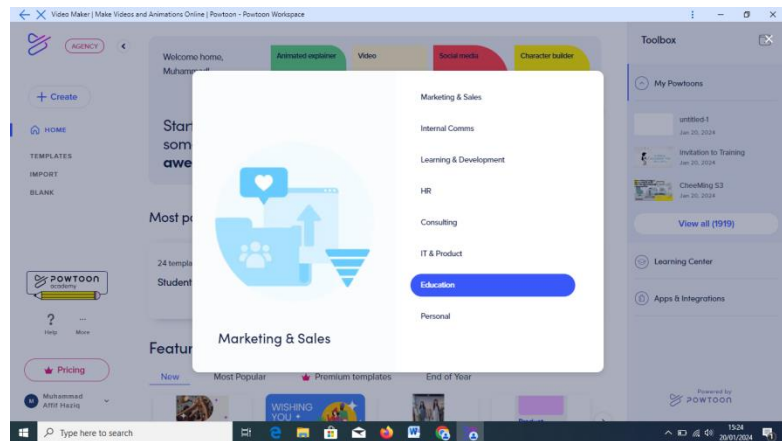 Video Maker | Make Videos and Animations Online | Powtoon - Powtoon Workspace
AGENCY
+ Create
HOME
TEMPLATES
IMPORT
BLANK
POWTOON
academy
?
Help
...
More
Pricing
M
Muhammad
Affif Haziq
Welcome home,
Animated explainer
Video
Social media
Character builder
Star
som
awe
Most po
24 templa
Student
Featur
New
Most Popular
Premium templates
End of Year
WISHING
YOU
Marketing & Sales
Marketing & Sales
Internal Comms
Learning & Development
HR
Consulting
IT & Product
Education
Personal
Toolbox
My Powtoons
untitled-1
Jan 20, 2024
Invitation to Training
Jan 20, 2024
CheeMing S3
Jan 20, 2024
View all (1919)
Learning Center
Apps & Integrations
Powered by
POWTOON
Type here to search
15:24
20/01/2024